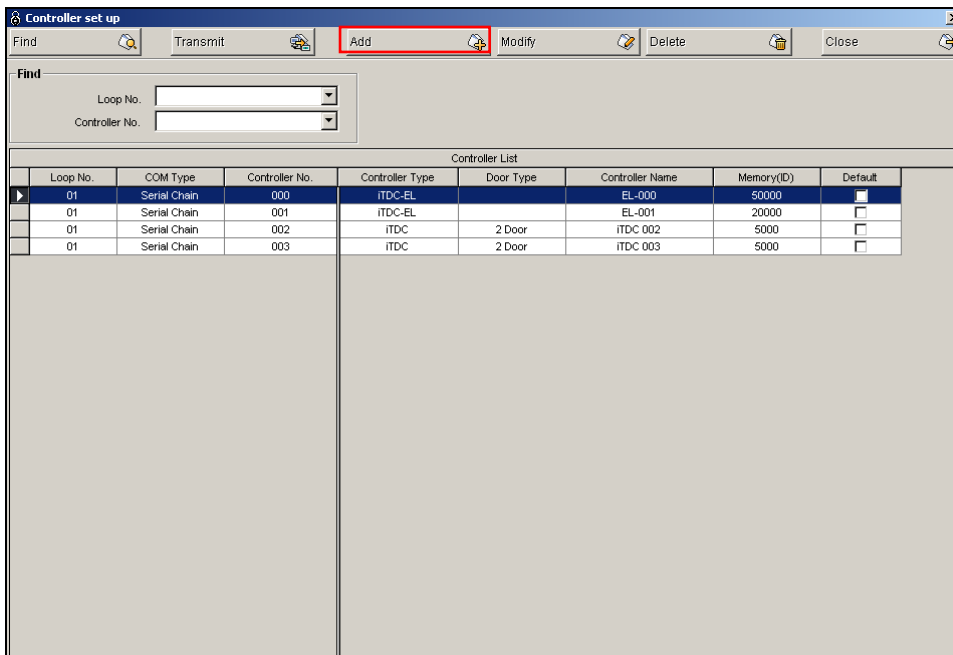 Controller set up
Find Transmit Add Modify Delete Close
Find
Loop No.
Controller No.
Controller List
Loop No. COM Type Controller No. Controller Type Door Type Controller Name Memory(ID) Default
01 Serial Chain 000 iTDC-EL EL-000 50000
01 Serial Chain 001 iTDC-EL EL-001 20000
01 Serial Chain 002 iTDC 2 Door iTDC 002 5000
01 Serial Chain 003 iTDC 2 Door iTDC 003 5000